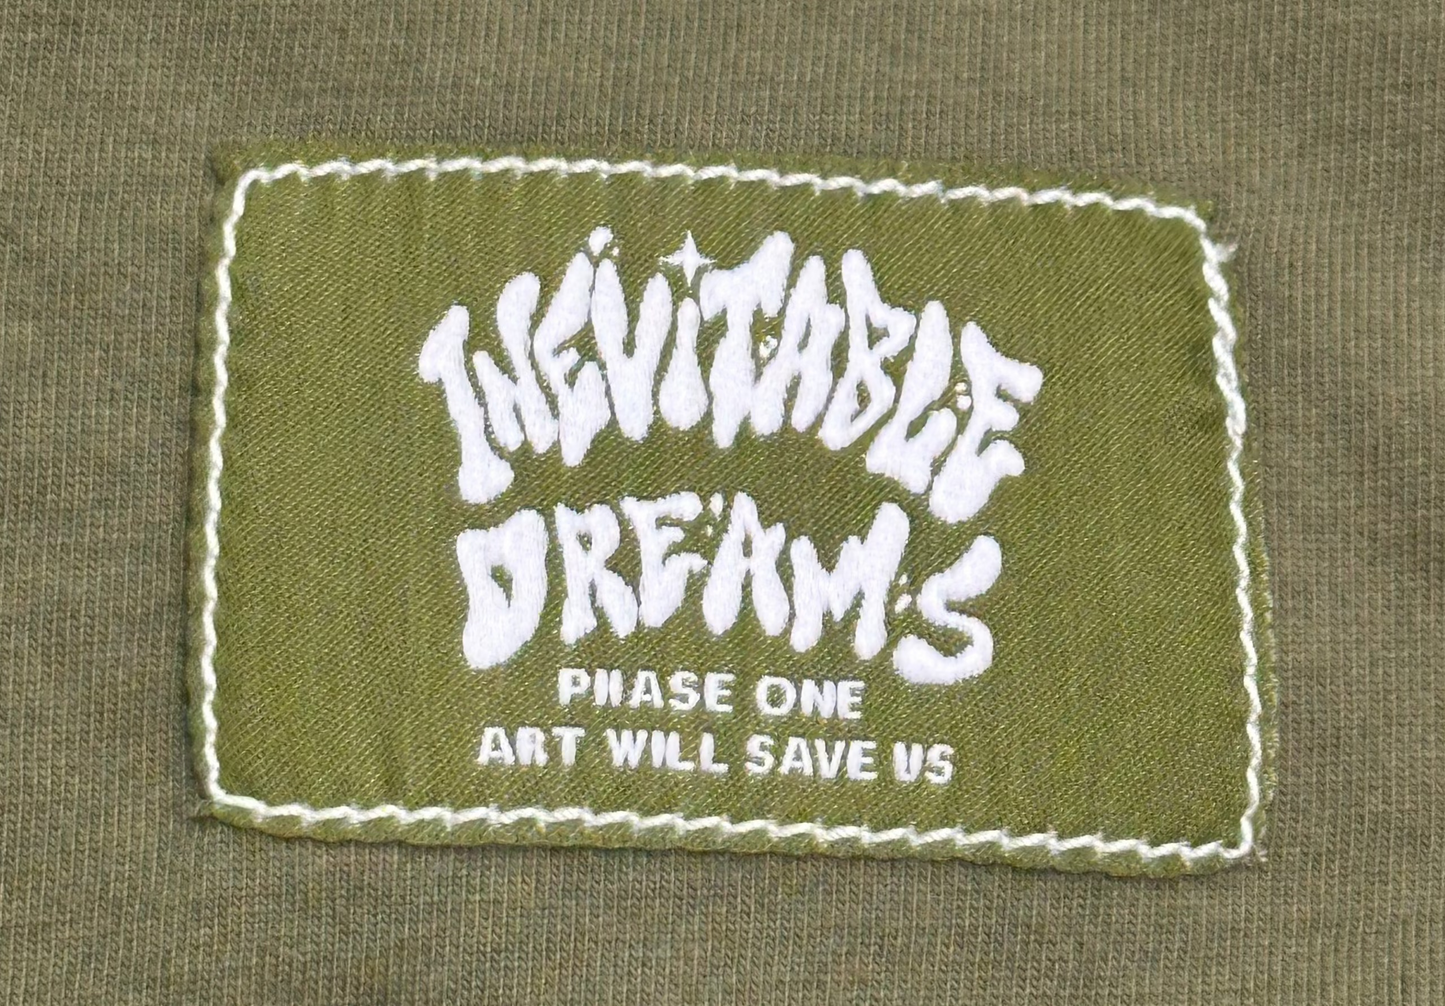 INEViTABLE
DREAMS
PHASE ONE
ART WILL SAVE US